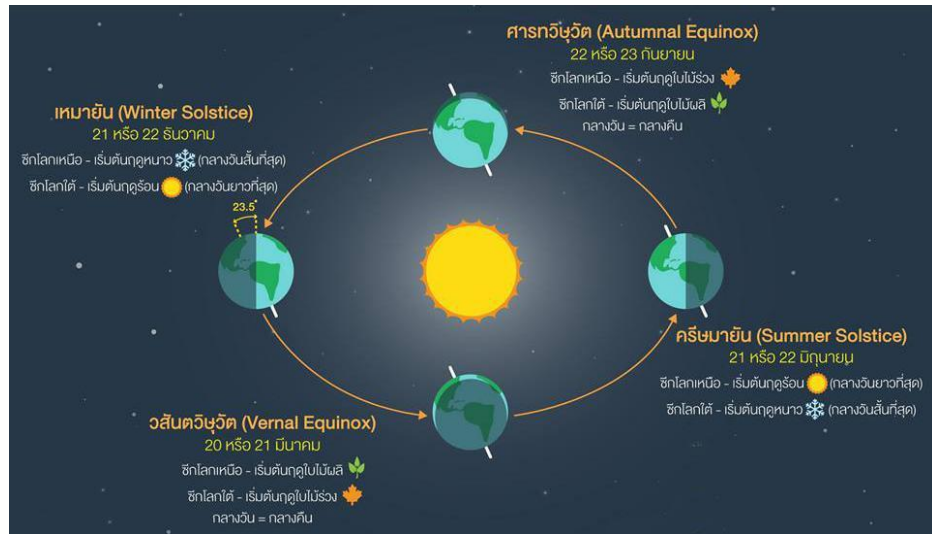 ศารทวิษุวัต (Autumnal Equinox)
22 หรือ 23 กันยายน
ซีกโลกเหนือ - เริ่มต้นฤดูใบไม้ร่วง
ซีกโลกใต้ - เริ่มต้นฤดูใบไม้ผลิ
กลางวัน = กลางคืน
เหมายัน (Winter Solstice)
21 หรือ 22 ธันวาคม
ซีกโลกเหนือ - เริ่มต้นฤดูหนาว (กลางวันสั้นที่สุด)
ซีกโลกใต้ - เริ่มต้นฤดูร้อน (กลางวันยาวที่สุด)
23.5°
ครีษมายัน (Summer Solstice)
21 หรือ 22 มิถุนายน
ซีกโลกเหนือ - เริ่มต้นฤดูร้อน (กลางวันยาวที่สุด)
ซีกโลกใต้ - เริ่มต้นฤดูหนาว (กลางวันสั้นที่สุด)
วสันตวิษุวัต (Vernal Equinox)
20 หรือ 21 มีนาคม
ซีกโลกเหนือ - เริ่มต้นฤดูใบไม้ผลิ
ซีกโลกใต้ - เริ่มต้นฤดูใบไม้ร่วง
กลางวัน = กลางคืน